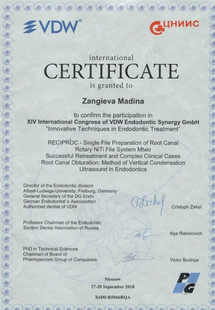 VDW®
ЦНИИС
international
CERTIFICATE
is granted to
Zangieva Madina
to confirm the participation in
XIV International Congress of VDW Endodontic Synergy GmbH
"Innovative Techniques in Endodontic Treatment"
RECIPROC - Single File Preparation of Root Canal
Rotary NiTi File System Mtwo
Successful Retreatment and Complex Clinical Cases
Root Canal Obturation: Method of Vertical Condensation
Ultrasound in Endodontics
Director of the Endodontic division
Albert-Ludwigs-University, Freiburg, Germany
General Secretary of the DG Endo
German Endodontist's Association
Authorized dentist of VDW
Cristoph Zirkel
Professor Chairman of the Endodontic
Section Dental Association of Russia
Ilya Rabinovich
PhD in Technical Sciences
Chairman of Board of
Pharmgeocom Group of Companies
Victor Bodnya
Moscow
27-28 September 2018